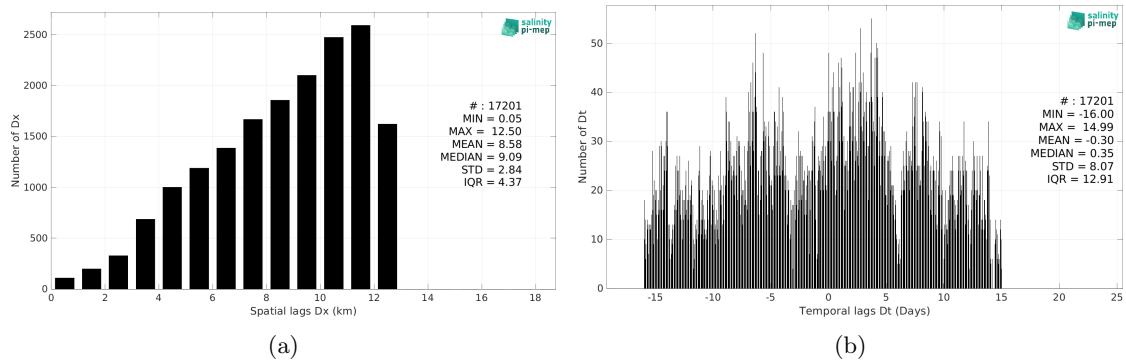 salinity
pi-mep
2500
2000
1500
1000
500
0
Number of Dx
# : 17201
MIN = 0.05
MAX = 12.50
MEAN = 8.58
MEDIAN = 9.09
STD = 2.84
IQR = 4.37
0 2 4 6 8 10 12 14 16 18
Spatial lags Dx (km)
(a)
salinity
pi-mep
50
40
30
20
10
0
Number of Dt
# : 17201
MIN = -16.00
MAX = 14.99
MEAN = -0.30
MEDIAN = 0.35
STD = 8.07
IQR = 12.91
-15 -10 -5 0 5 10 15 20 25
Temporal lags Dt (Days)
(b)